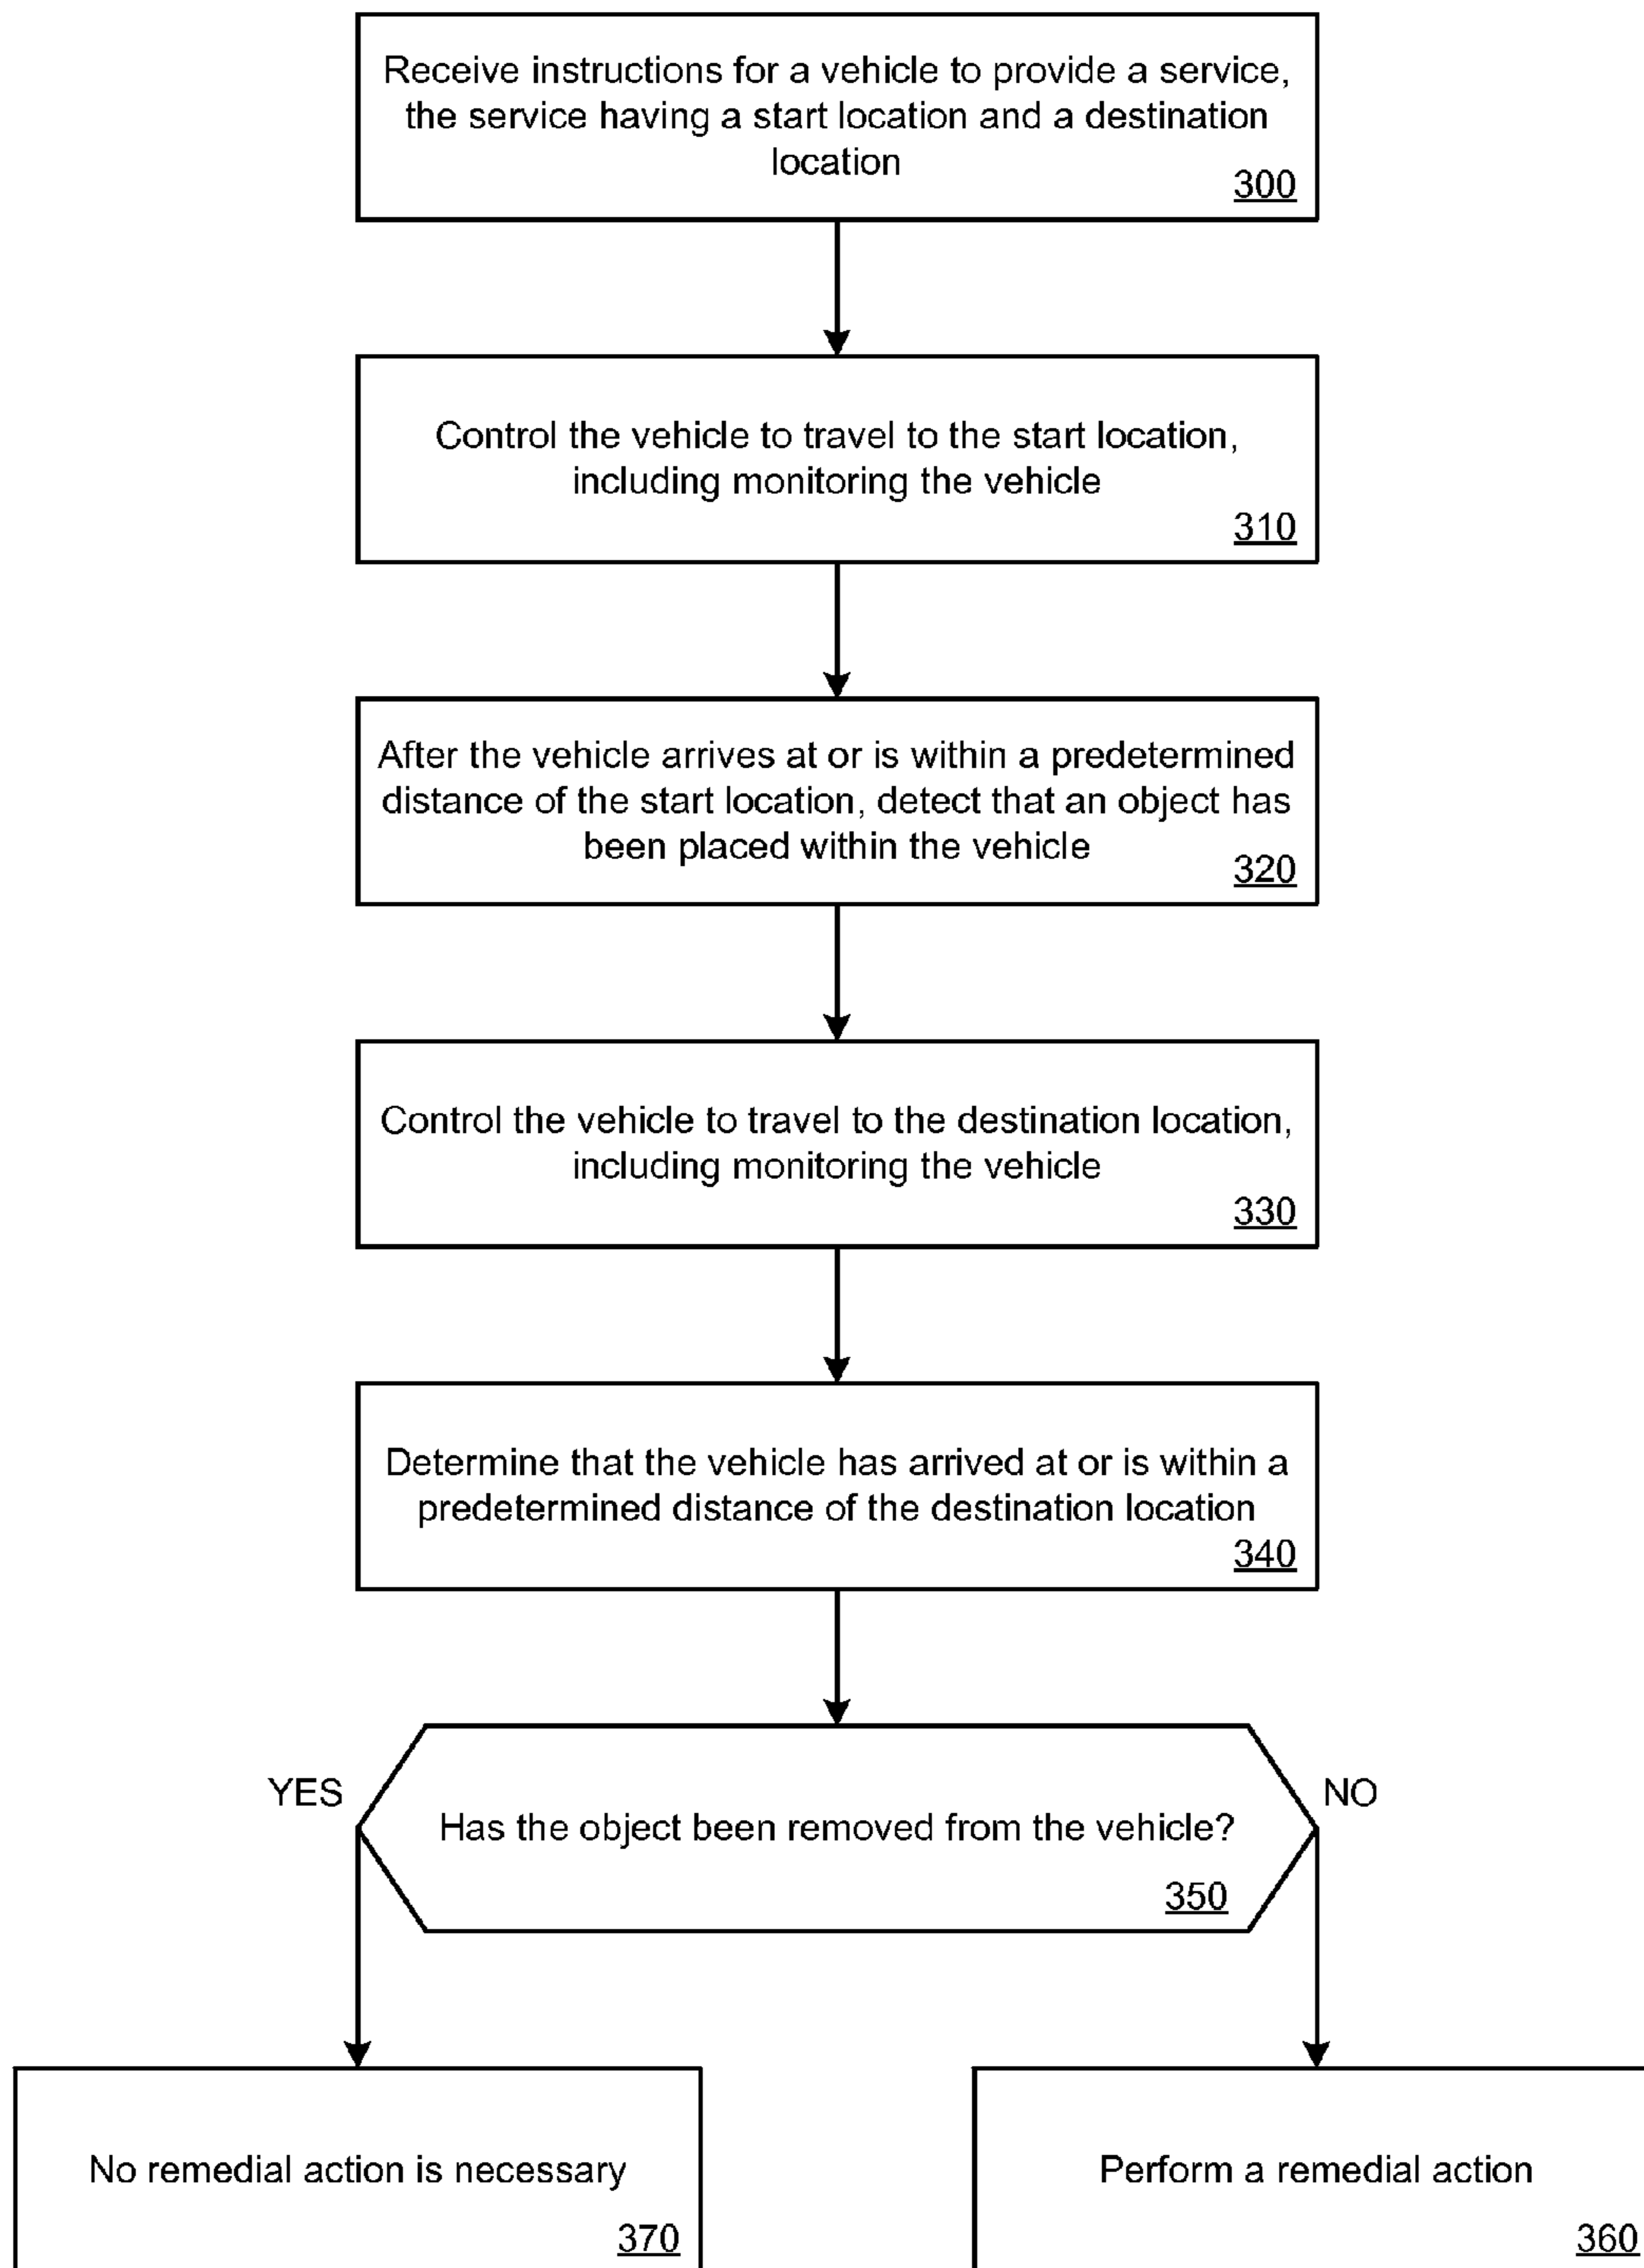 Receive instructions for a vehicle to provide a service,
the service having a start location and a destination
location
300
Control the vehicle to travel to the start location,
including monitoring the vehicle
310
After the vehicle arrives at or is within a predetermined
distance of the start location, detect that an object has
been placed within the vehicle
320
Control the vehicle to travel to the destination location,
including monitoring the vehicle
330
Determine that the vehicle has arrived at or is within a
predetermined distance of the destination location
340
YES
NO
Has the object been removed from the vehicle?
350
No remedial action is necessary
370
Perform a remedial action
360